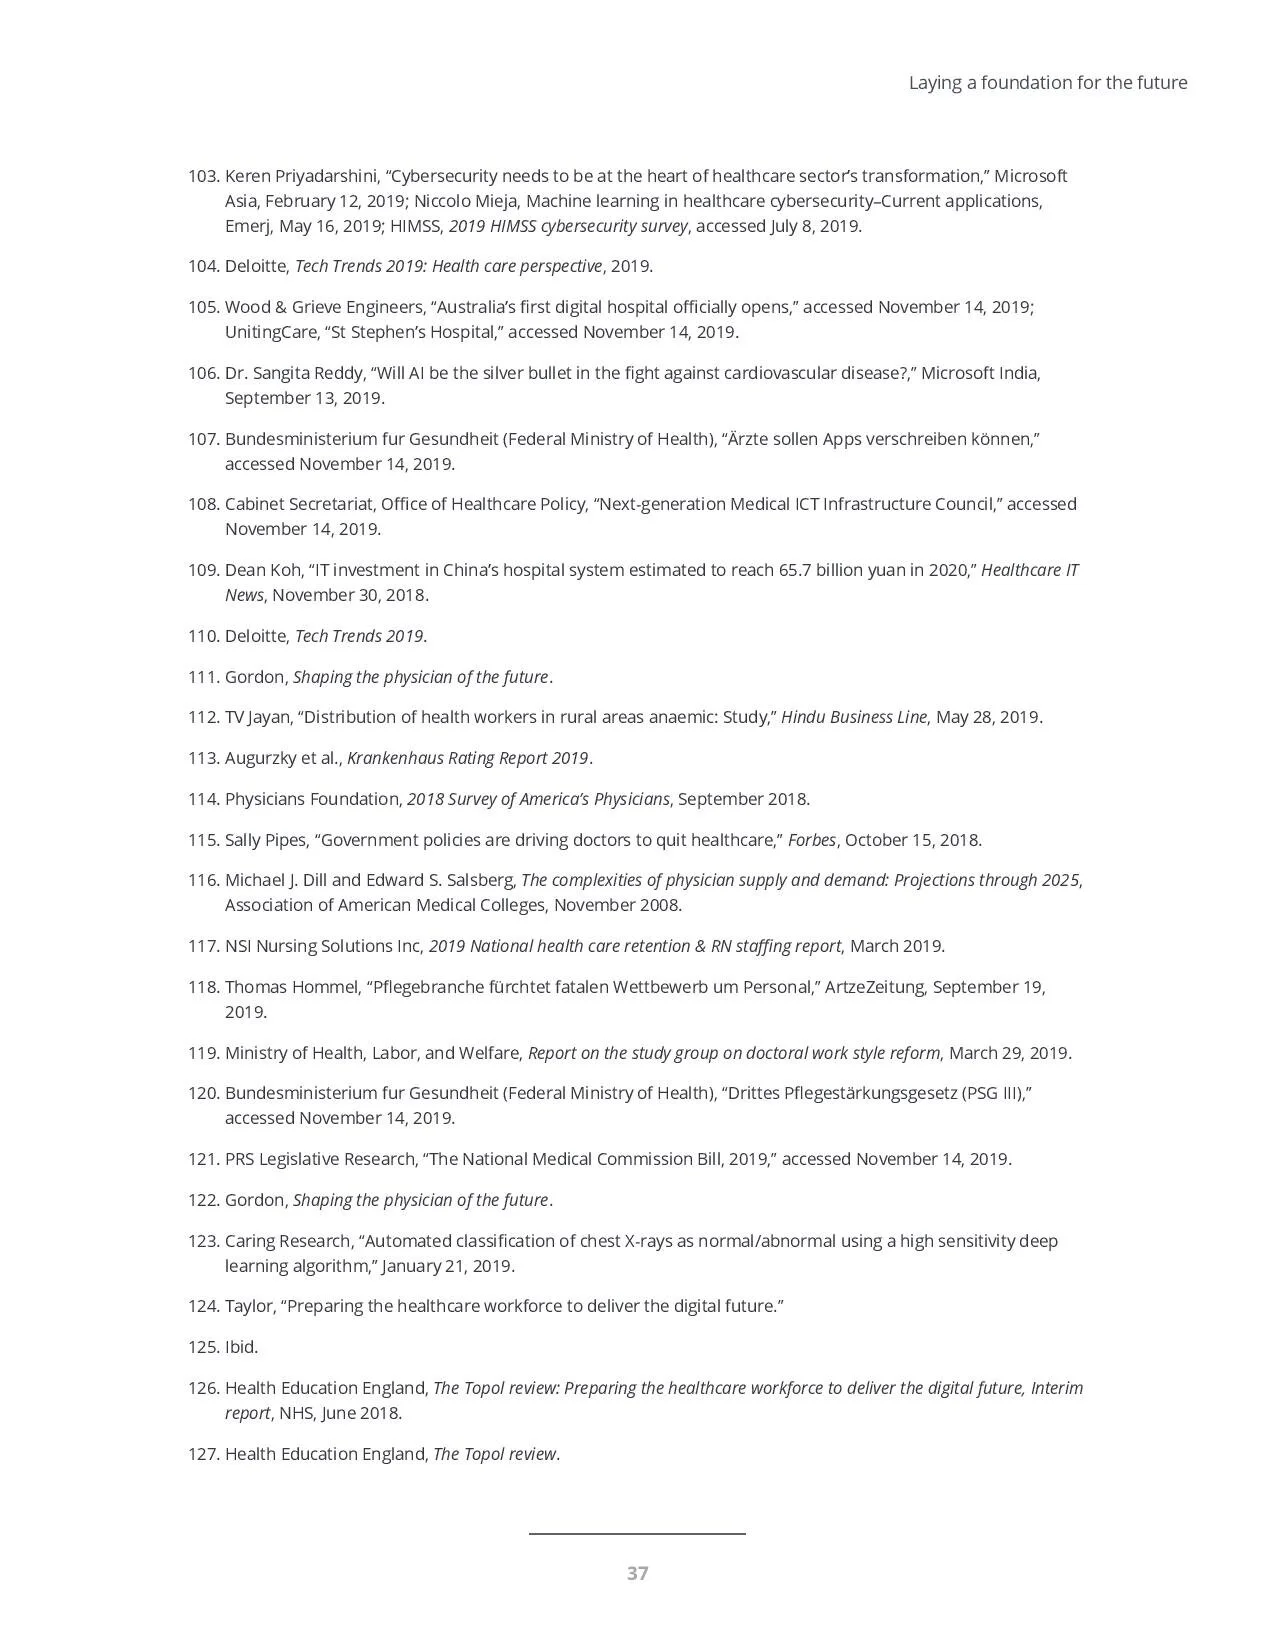 Laying a foundation for the future
103. Keren Priyadarshini, “Cybersecurity needs to be at the heart of healthcare sector’s transformation,” Microsoft
Asia, February 12, 2019; Niccolo Mieja, Machine learning in healthcare cybersecurity–Current applications,
Emerj, May 16, 2019; HIMSS, 2019 HIMSS cybersecurity survey, accessed July 8, 2019.
104. Deloitte, Tech Trends 2019: Health care perspective, 2019.
105. Wood & Grieve Engineers, “Australia’s first digital hospital officially opens,” accessed November 14, 2019;
UnitingCare, “St Stephen’s Hospital,” accessed November 14, 2019.
106. Dr. Sangita Reddy, “Will AI be the silver bullet in the fight against cardiovascular disease?,” Microsoft India,
September 13, 2019.
107. Bundesministerium fur Gesundheit (Federal Ministry of Health), “Ärzte sollen Apps verschreiben können,”
accessed November 14, 2019.
108. Cabinet Secretariat, Office of Healthcare Policy, “Next-generation Medical ICT Infrastructure Council,” accessed
November 14, 2019.
109. Dean Koh, “IT investment in China’s hospital system estimated to reach 65.7 billion yuan in 2020,” Healthcare IT
News, November 30, 2018.
110. Deloitte, Tech Trends 2019.
111. Gordon, Shaping the physician of the future.
112. TV Jayan, “Distribution of health workers in rural areas anaemic: Study,” Hindu Business Line, May 28, 2019.
113. Augurzky et al., Krankenhaus Rating Report 2019.
114. Physicians Foundation, 2018 Survey of America’s Physicians, September 2018.
115. Sally Pipes, “Government policies are driving doctors to quit healthcare,” Forbes, October 15, 2018.
116. Michael J. Dill and Edward S. Salsberg, The complexities of physician supply and demand: Projections through 2025,
Association of American Medical Colleges, November 2008.
117. NSI Nursing Solutions Inc, 2019 National health care retention & RN staffing report, March 2019.
118. Thomas Hommel, “Pflegebranche fürchtet fatalen Wettbewerb um Personal,” ArtzeZeitung, September 19,
2019.
119. Ministry of Health, Labor, and Welfare, Report on the study group on doctoral work style reform, March 29, 2019.
120. Bundesministerium fur Gesundheit (Federal Ministry of Health), “Drittes Pflegestärkungsgesetz (PSG III),”
accessed November 14, 2019.
121. PRS Legislative Research, “The National Medical Commission Bill, 2019,” accessed November 14, 2019.
122. Gordon, Shaping the physician of the future.
123. Caring Research, “Automated classification of chest X-rays as normal/abnormal using a high sensitivity deep
learning algorithm,” January 21, 2019.
124. Taylor, “Preparing the healthcare workforce to deliver the digital future.”
125. Ibid.
126. Health Education England, The Topol review: Preparing the healthcare workforce to deliver the digital future, Interim
report, NHS, June 2018.
127. Health Education England, The Topol review.
37